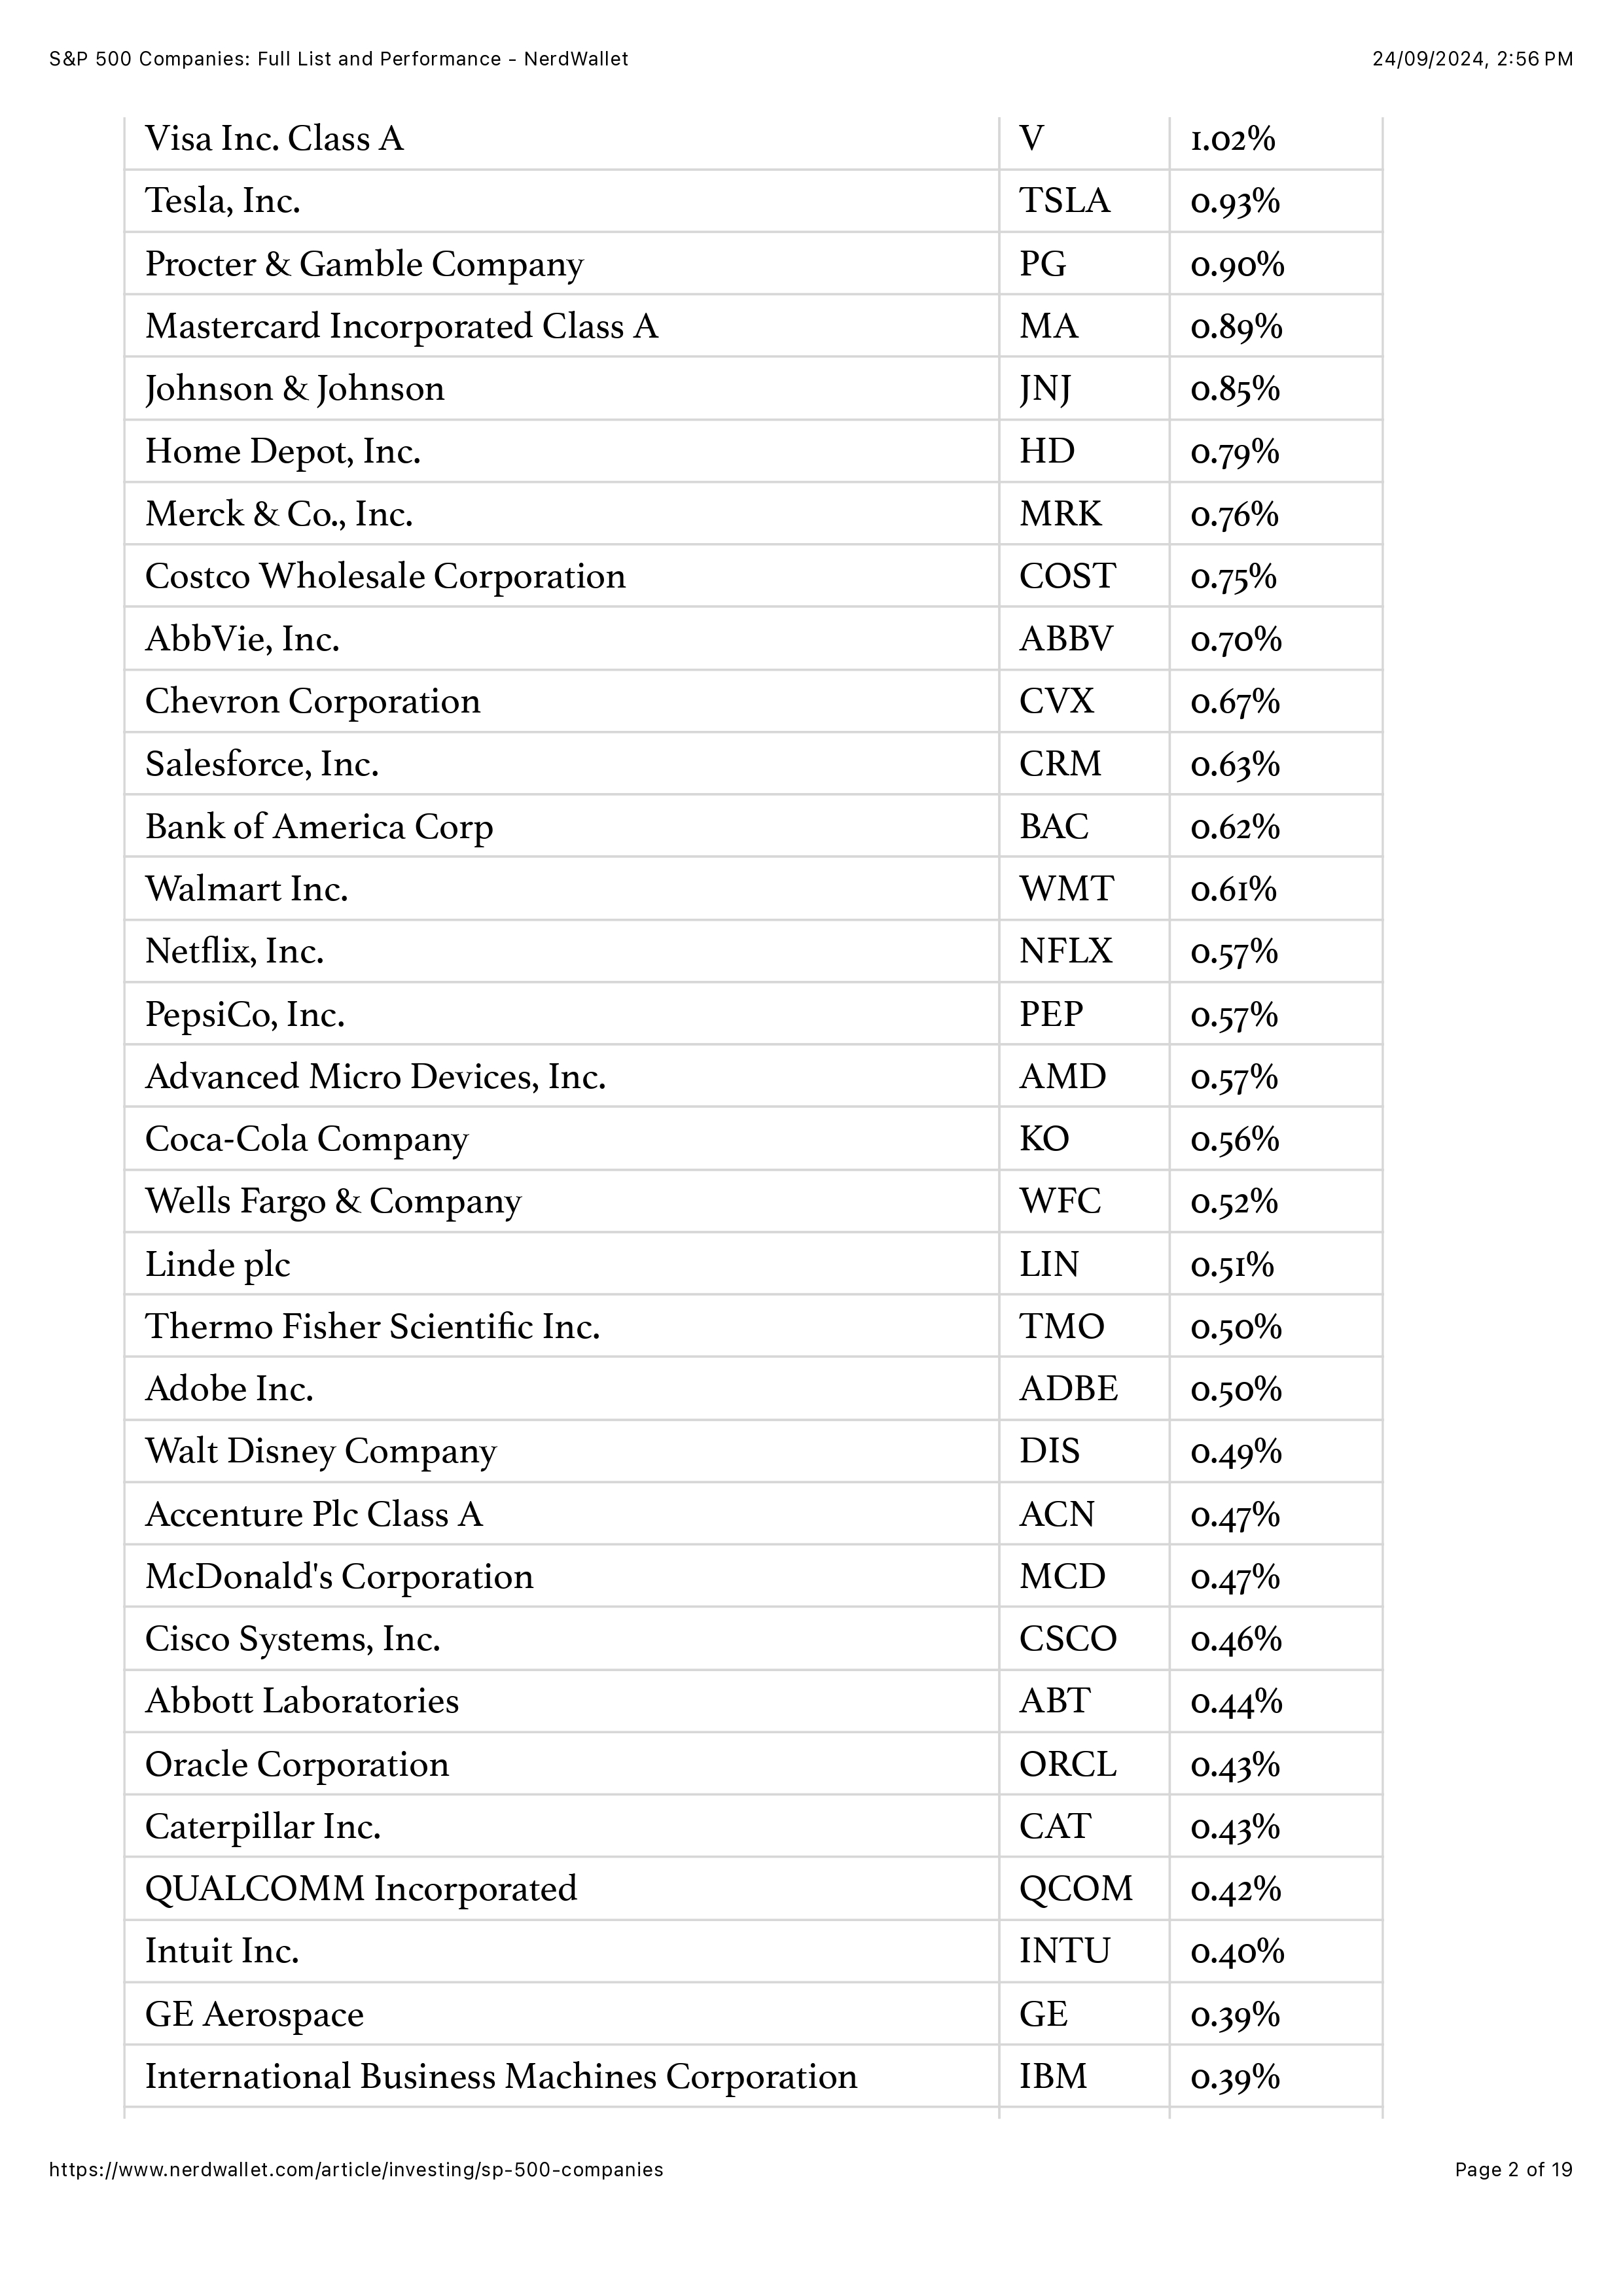 S&P 500 Companies: Full List and Performance - NerdWallet 24/09/2024, 2:56 PM
Visa Inc. Class A V 1.02%
Tesla, Inc. TSLA 0.93%
Procter & Gamble Company PG 0.90%
Mastercard Incorporated Class A MA 0.89%
Johnson & Johnson JNJ 0.85%
Home Depot, Inc. HD 0.79%
Merck & Co., Inc. MRK 0.76%
Costco Wholesale Corporation COST 0.75%
AbbVie, Inc. ABBV 0.70%
Chevron Corporation CVX 0.67%
Salesforce, Inc. CRM 0.63%
Bank of America Corp BAC 0.62%
Walmart Inc. WMT 0.61%
Netflix, Inc. NFLX 0.57%
PepsiCo, Inc. PEP 0.57%
Advanced Micro Devices, Inc. AMD 0.57%
Coca-Cola Company KO 0.56%
Wells Fargo & Company WFC 0.52%
Linde plc LIN 0.51%
Thermo Fisher Scientific Inc. TMO 0.50%
Adobe Inc. ADBE 0.50%
Walt Disney Company DIS 0.49%
Accenture Plc Class A ACN 0.47%
McDonald's Corporation MCD 0.47%
Cisco Systems, Inc. CSCO 0.46%
Abbott Laboratories ABT 0.44%
Oracle Corporation ORCL 0.43%
Caterpillar Inc. CAT 0.43%
QUALCOMM Incorporated QCOM 0.42%
Intuit Inc. INTU 0.40%
GE Aerospace GE 0.39%
International Business Machines Corporation IBM 0.39%
https://www.nerdwallet.com/article/investing/sp-500-companies Page 2 of 19